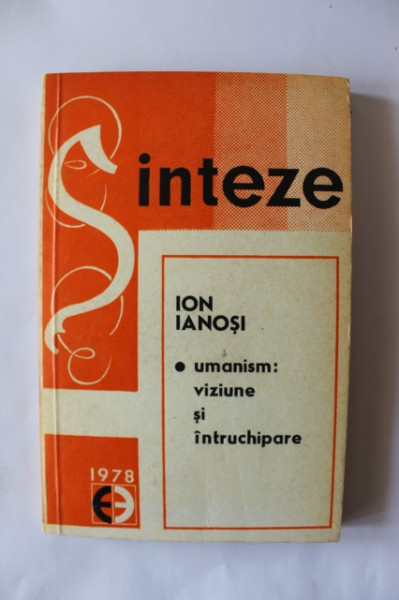 Sinteze
ION
IANOȘI
• umanism:
viziune
și
întruchipare
1978